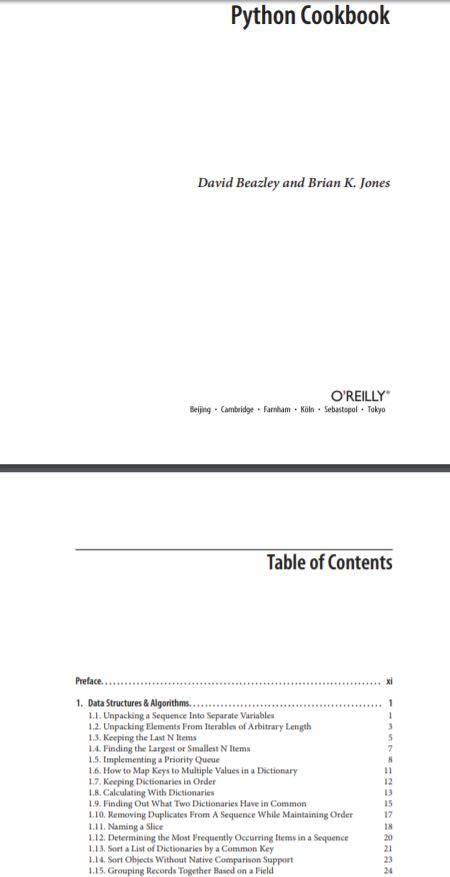 Python Cookbook
David Beazley and Brian K. Jones
O'REILLY®
Beijing • Cambridge • Farnham • Köln • Sebastopol • Tokyo
Table of Contents
Preface. . . . . . . . . . . . . . . . . . . . . . . . . . . . . . . . . . . . . . . . xi
1. Data Structures & Algorithms. . . . . . . . . . . . . . . . . . . . . . . . . . . . 1
1.1. Unpacking a Sequence Into Separate Variables 1
1.2. Unpacking Elements From Iterables of Arbitrary Length 3
1.3. Keeping the Last N Items 5
1.4. Finding the Largest or Smallest N Items 7
1.5. Implementing a Priority Queue 8
1.6. How to Map Keys to Multiple Values in a Dictionary 11
1.7. Keeping Dictionaries in Order 12
1.8. Calculating With Dictionaries 13
1.9. Finding Out What Two Dictionaries Have in Common 15
1.10. Removing Duplicates From A Sequence While Maintaining Order 17
1.11. Naming a Slice 18
1.12. Determining the Most Frequently Occurring Items in a Sequence 20
1.13. Sort a List of Dictionaries by a Common Key 21
1.14. Sort Objects Without Native Comparison Support 23
1.15. Grouping Records Together Based on a Field 24